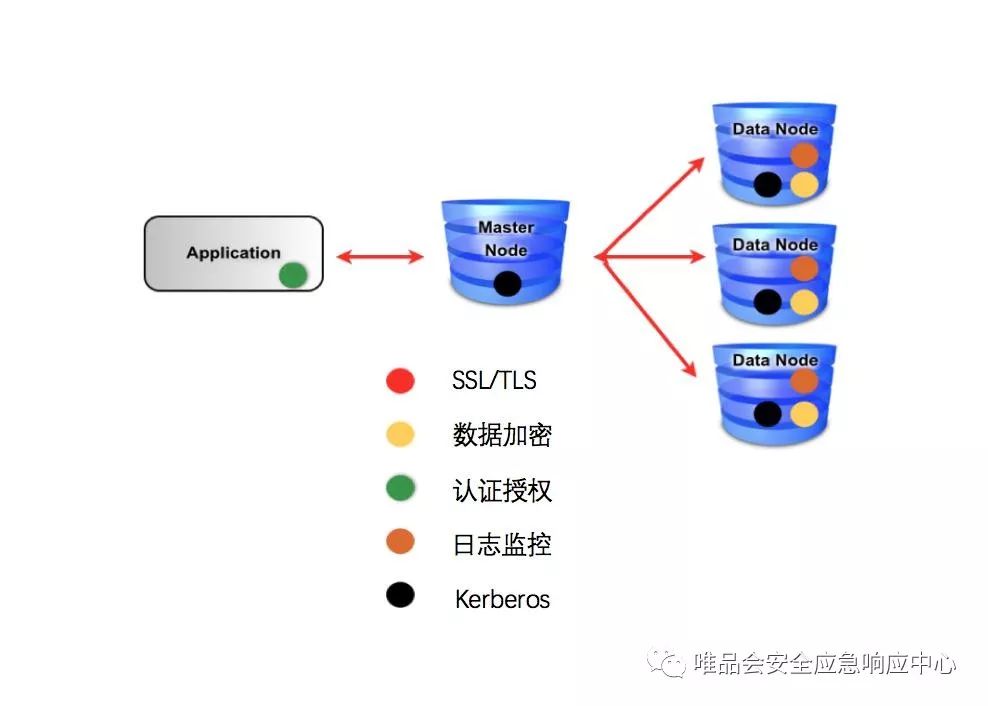 Application
Master
Node
Data Node
Data Node
Data Node
SSL/TLS
数据加密
认证授权
日志监控
Kerberos
唯品会安全应急响应中心